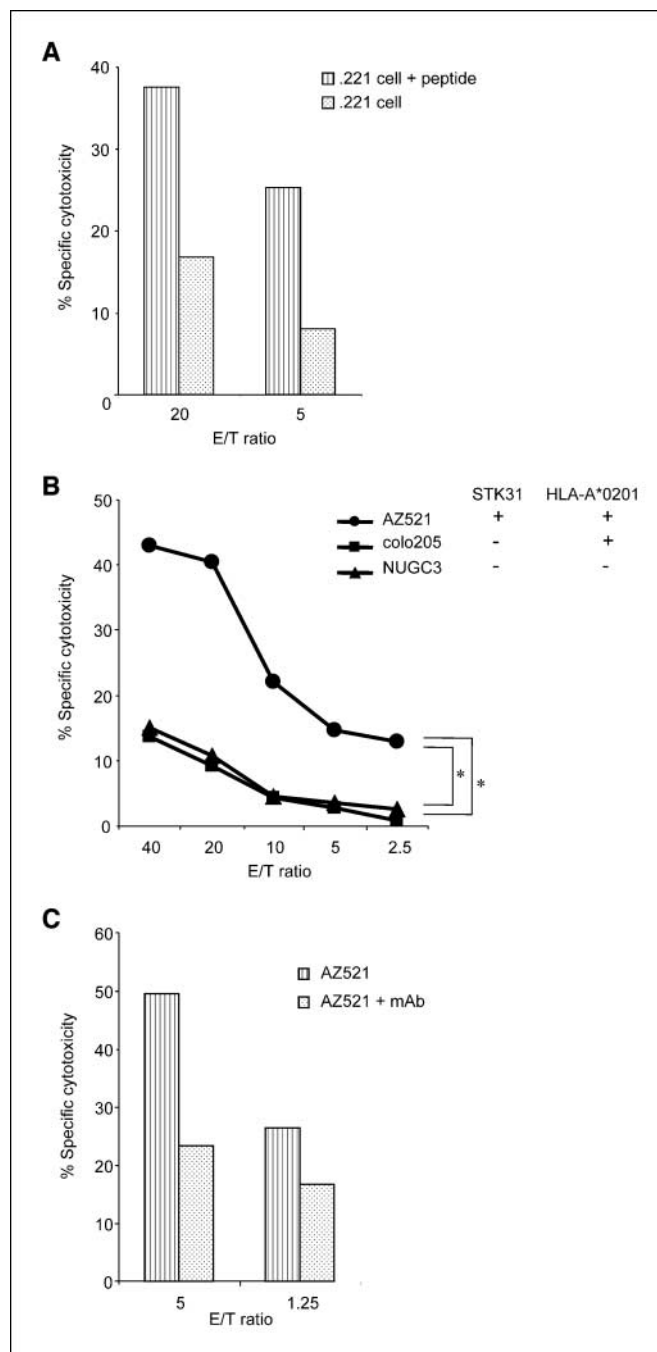 A
40
30
20
10
0
% Specific cytotoxicity
.221 cell + peptide
.221 cell
20 5
E/T ratio
B
STK31 HLA-A*0201
AZ521 + +
colo205 - +
NUGC3 - -
50
40
30
20
10
0
% Specific cytotoxicity
* *
40 20 10 5 2.5
E/T ratio
C
60
50
40
30
20
10
0
% Specific cytotoxicity
AZ521
AZ521 + mAb
5 1.25
E/T ratio